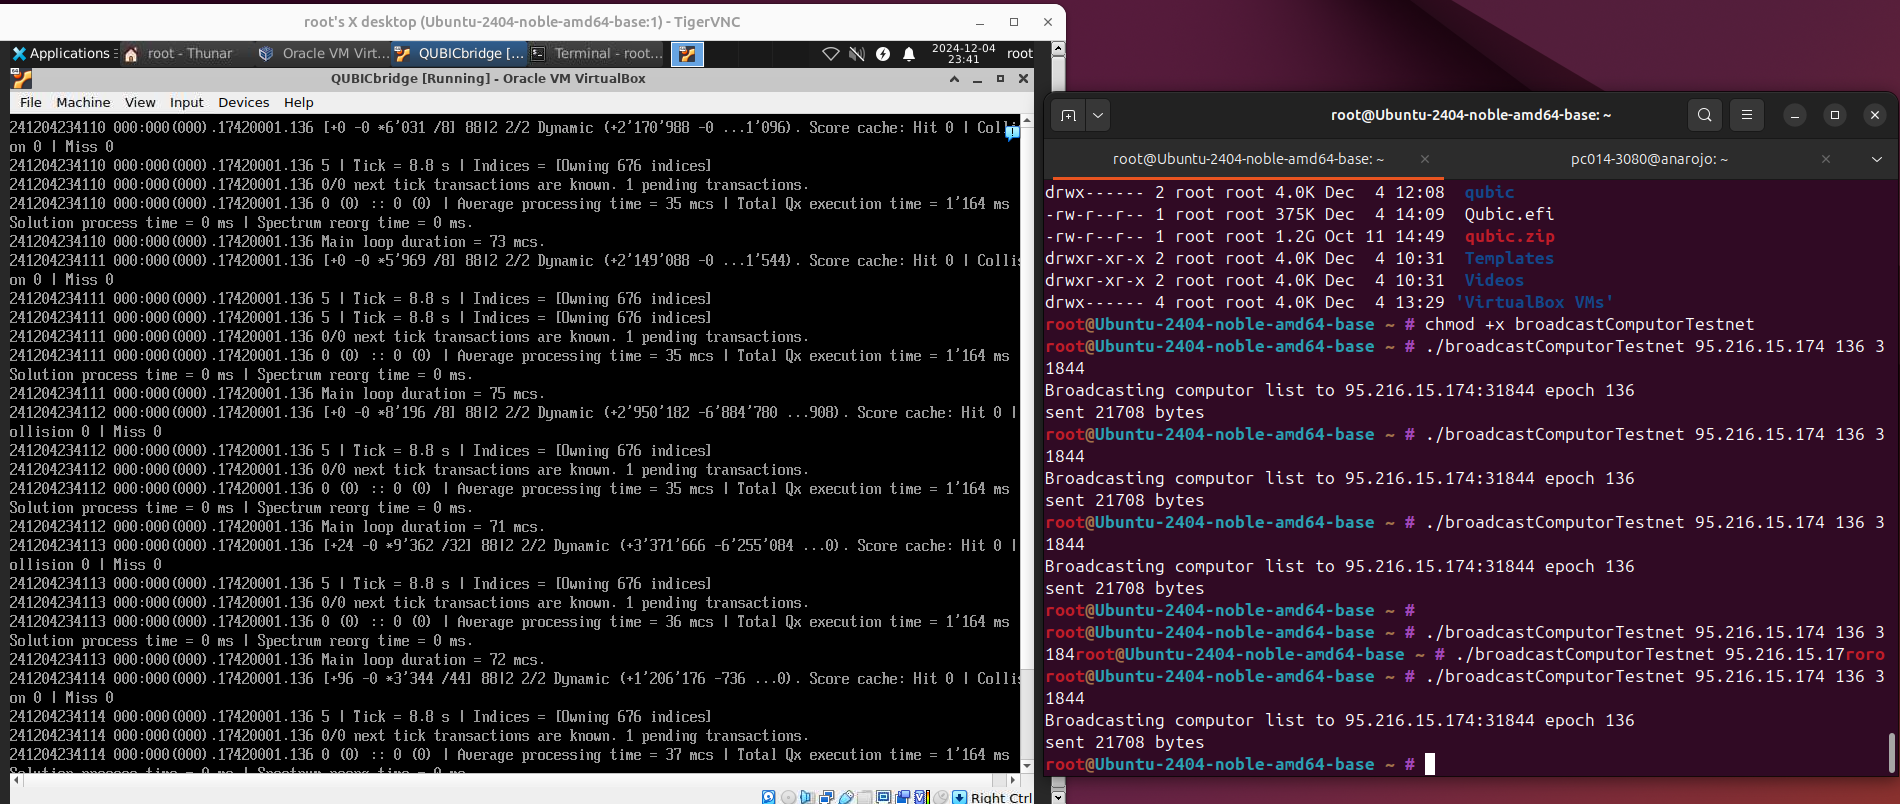 root's X desktop (Ubuntu-2404-noble-amd64-base:1) - TigerVNC
Applications root - Thunar Oracle VM Virt... QUBICbridge [... Terminal - root... 2024-12-04 23:41 root
QUBICbridge [Running] - Oracle VM VirtualBox
File Machine View Input Devices Help
241204234110 000:000(000).17420001.136 [+0 -0 *6'031 /8] 88|2 2/2 Dynamic (+2'170'988 -0 ...1'096). Score cache: Hit 0 | Colli
on 0 | Miss 0
241204234110 000:000(000).17420001.136 5 | Tick = 8.8 s | Indices = [Owning 676 indices]
241204234110 000:000(000).17420001.136 0/0 next tick transactions are known. 1 pending transactions.
241204234110 000:000(000).17420001.136 0 (0) :: 0 (0) | Average processing time = 35 mcs | Total Qx execution time = 1'164 ms
Solution process time = 0 ms | Spectrum reorg time = 0 ms.
241204234110 000:000(000).17420001.136 Main loop duration = 73 mcs.
241204234111 000:000(000).17420001.136 [+0 -0 *5'969 /8] 88|2 2/2 Dynamic (+2'149'088 -0 ...1'544). Score cache: Hit 0 | Collis
on 0 | Miss 0
241204234111 000:000(000).17420001.136 5 | Tick = 8.8 s | Indices = [Owning 676 indices]
241204234111 000:000(000).17420001.136 5 | Tick = 8.8 s | Indices = [Owning 676 indices]
241204234111 000:000(000).17420001.136 0/0 next tick transactions are known. 1 pending transactions.
241204234111 000:000(000).17420001.136 0 (0) :: 0 (0) | Average processing time = 35 mcs | Total Qx execution time = 1'164 ms
Solution process time = 0 ms | Spectrum reorg time = 0 ms.
241204234111 000:000(000).17420001.136 Main loop duration = 75 mcs.
241204234112 000:000(000).17420001.136 [+0 -0 *8'196 /8] 88|2 2/2 Dynamic (+2'950'182 -6'884'780 ...908). Score cache: Hit 0 |
ollision 0 | Miss 0
241204234112 000:000(000).17420001.136 5 | Tick = 8.8 s | Indices = [Owning 676 indices]
241204234112 000:000(000).17420001.136 0/0 next tick transactions are known. 1 pending transactions.
241204234112 000:000(000).17420001.136 0 (0) :: 0 (0) | Average processing time = 35 mcs | Total Qx execution time = 1'164 ms
Solution process time = 0 ms | Spectrum reorg time = 0 ms.
241204234112 000:000(000).17420001.136 Main loop duration = 71 mcs.
241204234113 000:000(000).17420001.136 [+24 -0 *9'362 /32] 88|2 2/2 Dynamic (+3'371'666 -6'255'084 ...0). Score cache: Hit 0 |
ollision 0 | Miss 0
241204234113 000:000(000).17420001.136 5 | Tick = 8.8 s | Indices = [Owning 676 indices]
241204234113 000:000(000).17420001.136 0/0 next tick transactions are known. 1 pending transactions.
241204234113 000:000(000).17420001.136 0 (0) :: 0 (0) | Average processing time = 36 mcs | Total Qx execution time = 1'164 ms
Solution process time = 0 ms | Spectrum reorg time = 0 ms.
241204234113 000:000(000).17420001.136 Main loop duration = 72 mcs.
241204234114 000:000(000).17420001.136 [+96 -0 *3'344 /44] 88|2 2/2 Dynamic (+1'206'176 -736 ...0). Score cache: Hit 0 | Collis
on 0 | Miss 0
241204234114 000:000(000).17420001.136 5 | Tick = 8.8 s | Indices = [Owning 676 indices]
241204234114 000:000(000).17420001.136 0/0 next tick transactions are known. 1 pending transactions.
241204234114 000:000(000).17420001.136 0 (0) :: 0 (0) | Average processing time = 37 mcs | Total Qx execution time = 1'164 ms
Solution process time = 0 ms | Spectrum reorg time = 0 ms.
Right Ctrl
root@Ubuntu-2404-noble-amd64-base: ~
root@Ubuntu-2404-noble-amd64-base: ~ pc014-3080@anarojo: ~
drwx------ 2 root root 4.0K Dec  4 12:08  qubic
-rw-r--r-- 1 root root 375K Dec  4 14:09  Qubic.efi
-rw-r--r-- 1 root root 1.2G Oct 11 14:49  qubic.zip
drwxr-xr-x 2 root root 4.0K Dec  4 10:31  Templates
drwxr-xr-x 2 root root 4.0K Dec  4 10:31  Videos
drwx------ 4 root root 4.0K Dec  4 13:29 'VirtualBox VMs'
root@Ubuntu-2404-noble-amd64-base ~ # chmod +x broadcastComputorTestnet
root@Ubuntu-2404-noble-amd64-base ~ # ./broadcastComputorTestnet 95.216.15.174 136 3
1844
Broadcasting computor list to 95.216.15.174:31844 epoch 136
sent 21708 bytes
root@Ubuntu-2404-noble-amd64-base ~ # ./broadcastComputorTestnet 95.216.15.174 136 3
1844
Broadcasting computor list to 95.216.15.174:31844 epoch 136
sent 21708 bytes
root@Ubuntu-2404-noble-amd64-base ~ # ./broadcastComputorTestnet 95.216.15.174 136 3
1844
Broadcasting computor list to 95.216.15.174:31844 epoch 136
sent 21708 bytes
root@Ubuntu-2404-noble-amd64-base ~ #
root@Ubuntu-2404-noble-amd64-base ~ # ./broadcastComputorTestnet 95.216.15.174 136 3
184root@Ubuntu-2404-noble-amd64-base ~ # ./broadcastComputorTestnet 95.216.15.17roro
root@Ubuntu-2404-noble-amd64-base ~ # ./broadcastComputorTestnet 95.216.15.174 136 3
1844
Broadcasting computor list to 95.216.15.174:31844 epoch 136
sent 21708 bytes
root@Ubuntu-2404-noble-amd64-base ~ #